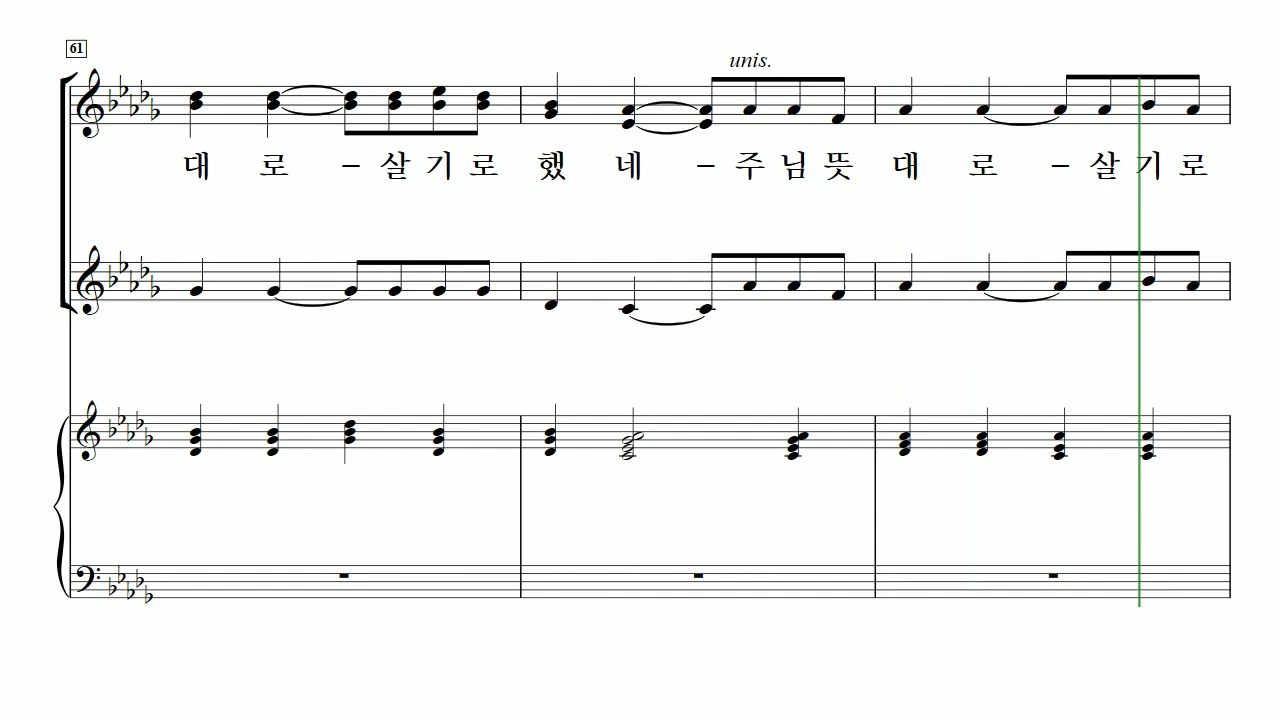 61
unis.
대 로 – 살 기 로 했 네 – 주 님 뜻 대 로 – 살 기 로